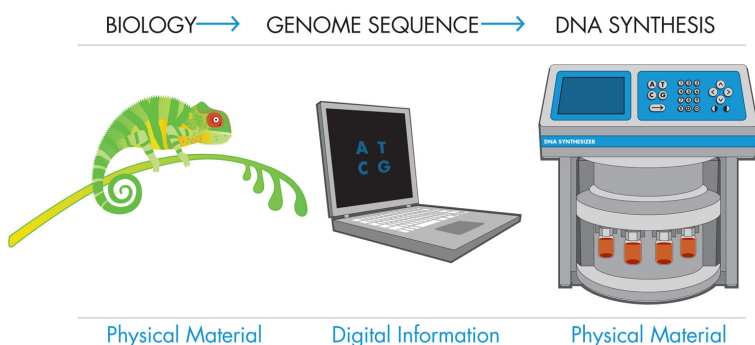 BIOLOGY → GENOME SEQUENCE → DNA SYNTHESIS
A T
C G
A T
C G
DNA SYNTHESIZER
Physical Material Digital Information Physical Material